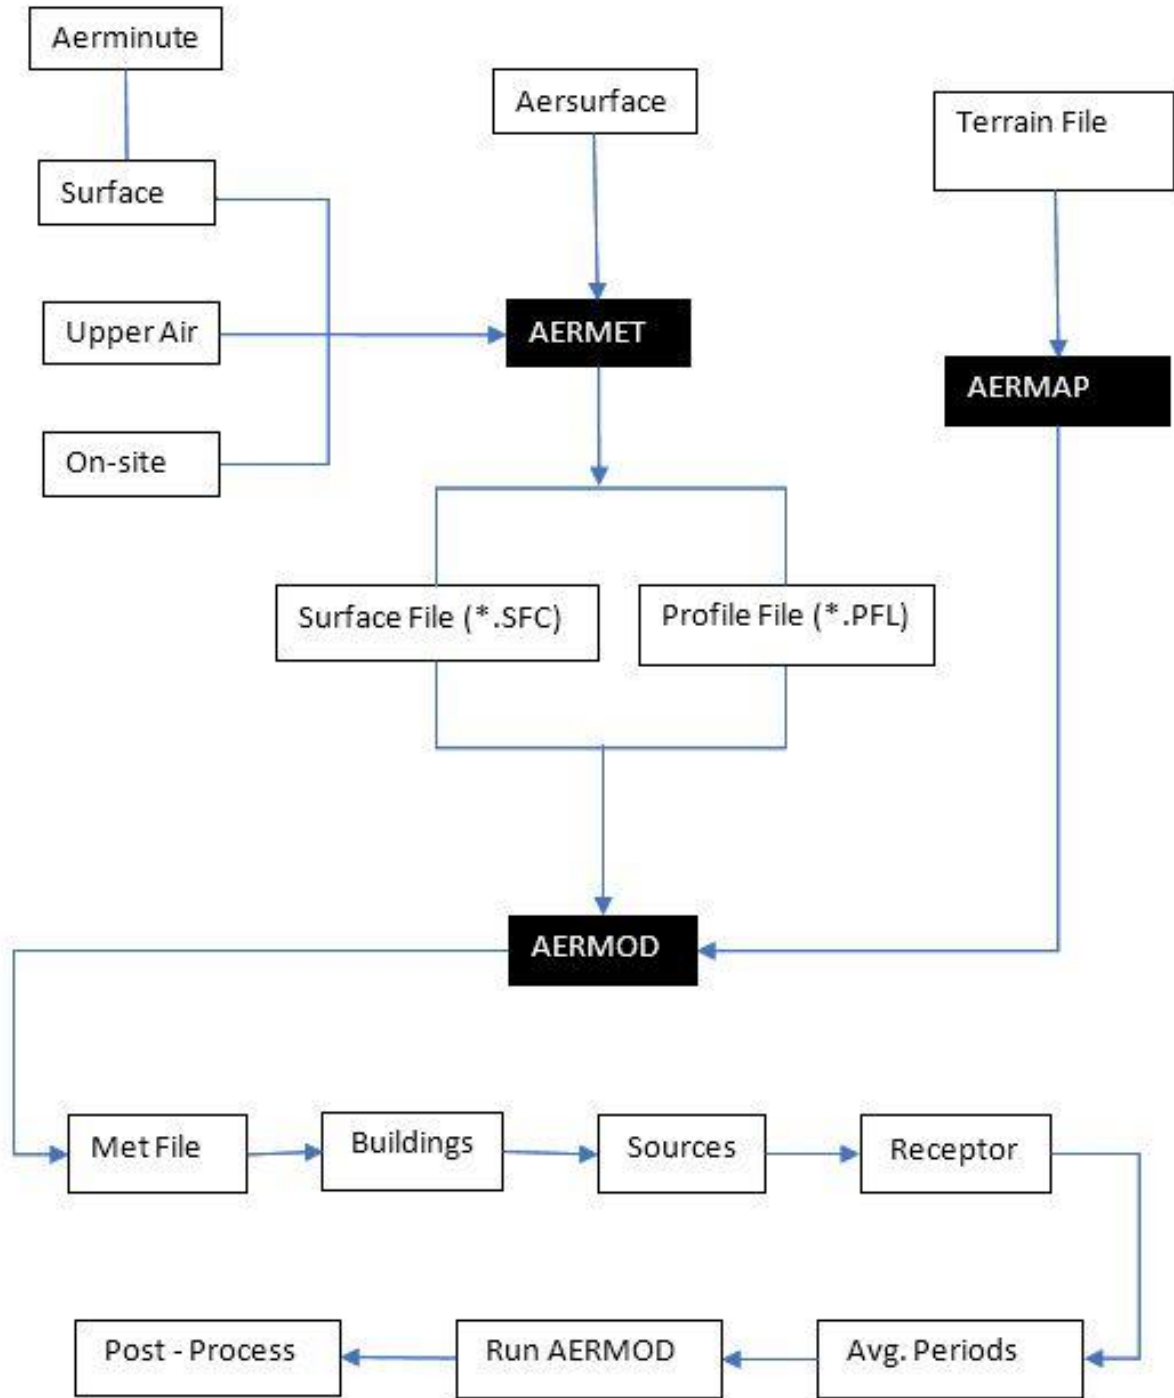 Aerminute
Aersurface
Terrain File
Surface
Upper Air
AERMET
AERMAP
On-site
Surface File (*.SFC)
Profile File (*.PFL)
AERMOD
Met File
Buildings
Sources
Receptor
Post - Process
Run AERMOD
Avg. Periods